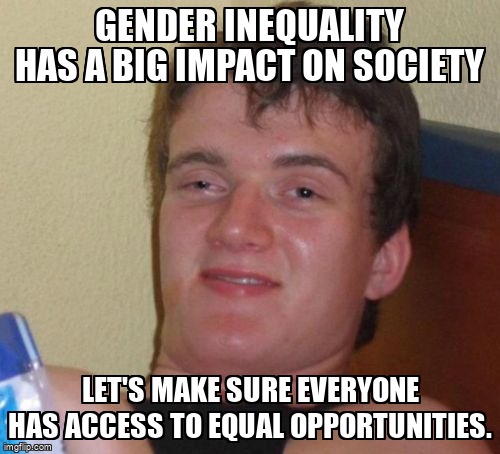 GENDER INEQUALITY
HAS A BIG IMPACT ON SOCIETY
LET'S MAKE SURE EVERYONE
HAS ACCESS TO EQUAL OPPORTUNITIES.
imgflip.com